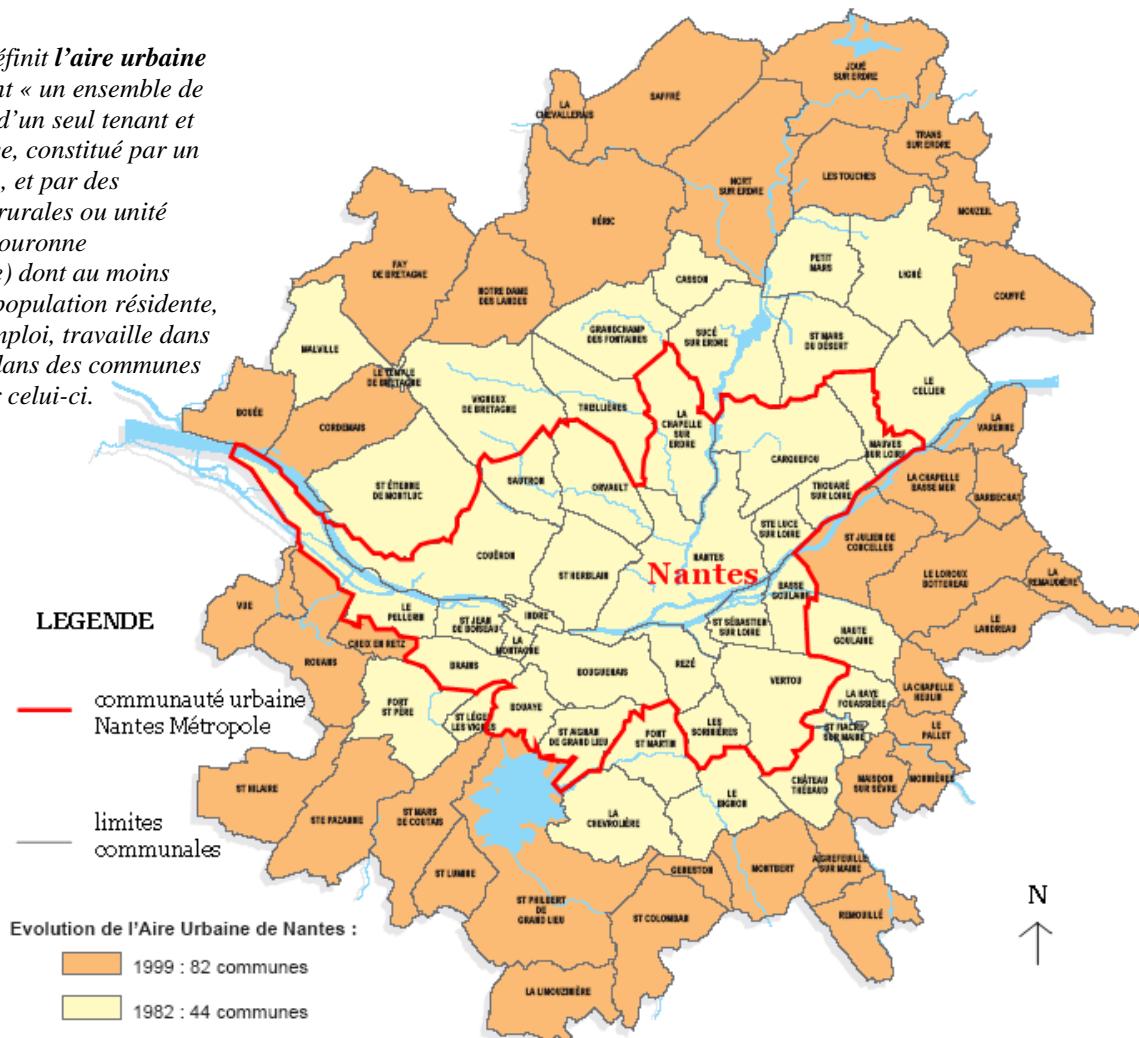 éfinit l'aire urbaine
nt « un ensemble de
d'un seul tenant et
e, constitué par un
, et par des
rurales ou unité
ouronne
e) dont au moins
population résidente,
mploi, travaille dans
dans des communes
r celui-ci.
LA
CHEVALLERAIS
SAFFRÉ
JOUÉ
SUR ERDRE
TRANS
SUR ERDRE
LES TOUCHES
MOUZEIL
NORT
SUR ERDRE
HÉRIC
FAY
DE BRETAGNE
NOTRE DAME
DES LANDES
CASSON
PETIT
MARS
LIGNÉ
COUFFÉ
MALVILLE
GRANDCHAMP
DES FONTAINES
SUCÉ
SUR ERDRE
ST MARS
DU DÉSERT
LE
CELLIER
LE TEMPLE
DE BRETAGNE
VIGNEUX
DE BRETAGNE
TREILLIÈRES
LA
CHAPELLE
SUR
ERDRE
BOUÉE
CORDEMAIS
LA
VARENNE
CARQUEFOU
MAUVES
SUR LOIRE
ST ÉTIENNE
DE MONTLUC
SAUTRON
ORVAULT
THOUARÉ
SUR LOIRE
LA CHAPELLE
BASSE MER
BARBECHAT
STE LUCE
SUR LOIRE
ST JULIEN DE
CONCELLES
COUËRON
ST HERBLAIN
NANTES
Nantes
BASSE
GOULAINE
LE LOROUX
BOTTEREAU
LA
REMAUDIÈRE
VUE
LE
PELLERIN
ST JEAN
DE BOISEAU
INDRE
LA
MONTAGNE
ST SÉBASTIEN
SUR LOIRE
HAUTE
GOULAINE
LE
LANDREAU
LEGENDE
CHEIX EN RETZ
ROUANS
BRAINS
BOUGUENAIS
REZÉ
VERTOU
LA CHAPELLE
HEULIN
communauté urbaine
Nantes Métropole
PORT
ST PÈRE
ST LÉGER
LES VIGNES
BOUAYE
ST AIGNAN
DE GRAND LIEU
PONT
ST MARTIN
LES
SORINIÈRES
LA HAYE
FOUASSIÈRE
ST FIACRE
SUR MAINE
LE
PALLET
MAISDON
SUR SÈVRE
MONNIÈRES
ST HILAIRE
STE PAZANNE
ST MARS
DE COUTAIS
LA
CHEVROLIÈRE
LE
BIGNON
CHÂTEAU
THÉBAUD
limites
communales
ST LUMINE
GENESTON
MONTBERT
AIGREFEUILLE
SUR MAINE
ST PHILBERT
DE
GRAND LIEU
ST COLOMBAN
REMOUILLÉ
N
Evolution de l'Aire Urbaine de Nantes :
1999 : 82 communes
LA LIMOUZINIÈRE
1982 : 44 communes